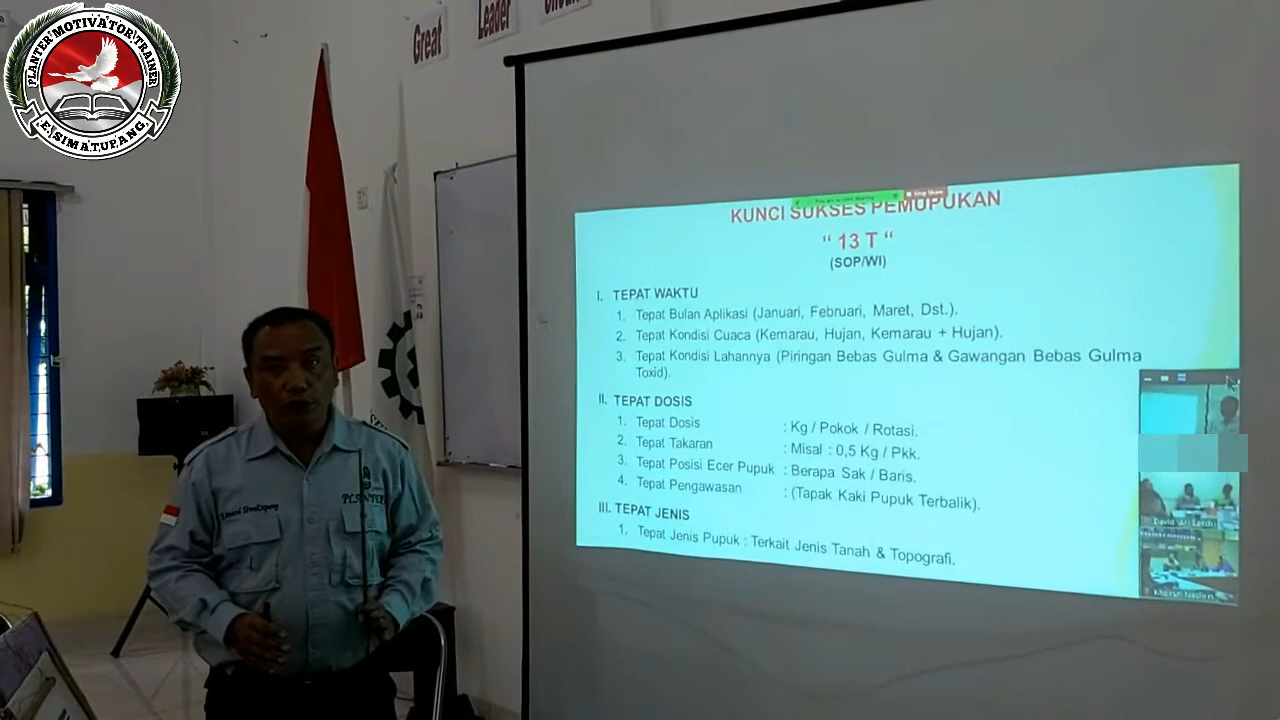 PLANTER MOTIVATOR TRAINER
E. SIMATUPANG
Great
Leader
KUNCI SUKSES PEMUPUKAN
“ 13 T “
(SOP/WI)
I. TEPAT WAKTU
1. Tepat Bulan Aplikasi (Januari, Februari, Maret, Dst.).
2. Tepat Kondisi Cuaca (Kemarau, Hujan, Kemarau + Hujan).
3. Tepat Kondisi Lahannya (Piringan Bebas Gulma & Gawangan Bebas Gulma
Toxid).
II. TEPAT DOSIS
1. Tepat Dosis : Kg / Pokok / Rotasi.
2. Tepat Takaran : Misal : 0,5 Kg / Pkk.
3. Tepat Posisi Ecer Pupuk : Berapa Sak / Baris.
4. Tepat Pengawasan : (Tapak Kaki Pupuk Terbalik).
III. TEPAT JENIS
1. Tepat Jenis Pupuk : Terkait Jenis Tanah & Topografi.
Stop Share
PLANTER